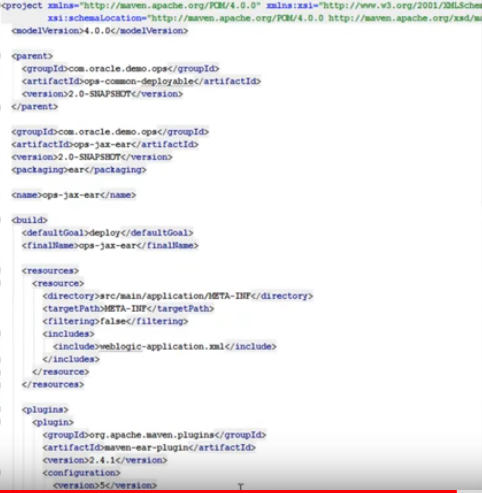 <project xmlns="http://maven.apache.org/POM/4.0.0" xmlns:xsi="http://www.w3.org/2001/XMLSchem
xsi:schemaLocation="http://maven.apache.org/POM/4.0.0 http://maven.apache.org/xsd/ma
<modelVersion>4.0.0</modelVersion>
<parent>
<groupId>com.oracle.demo.ops</groupId>
<artifactId>ops-common-deployable</artifactId>
<version>2.0-SNAPSHOT</version>
</parent>
<groupId>com.oracle.demo.ops</groupId>
<artifactId>ops-jax-ear</artifactId>
<version>2.0-SNAPSHOT</version>
<packaging>ear</packaging>
<name>ops-jax-ear</name>
<build>
<defaultGoal>deploy</defaultGoal>
<finalName>ops-jax-ear</finalName>
<resources>
<resource>
<directory>src/main/application/META-INF</directory>
<targetPath>META-INF</targetPath>
<filtering>false</filtering>
<includes>
<include>weblogic-application.xml</include>
</includes>
</resource>
</resources>
<plugins>
<plugin>
<groupId>org.apache.maven.plugins</groupId>
<artifactId>maven-ear-plugin</artifactId>
<version>2.4.1</version>
<configuration>
<version>5</version>